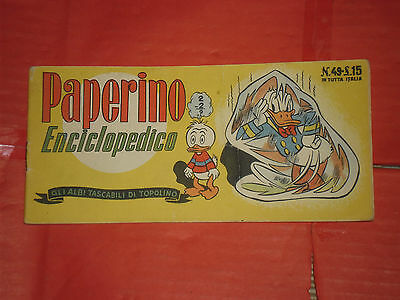 Paperino
Enciclopedico
N. 49-L. 15
IN TUTTA ITALIA
GLI ALBI TASCABILI DI TOPOLINO